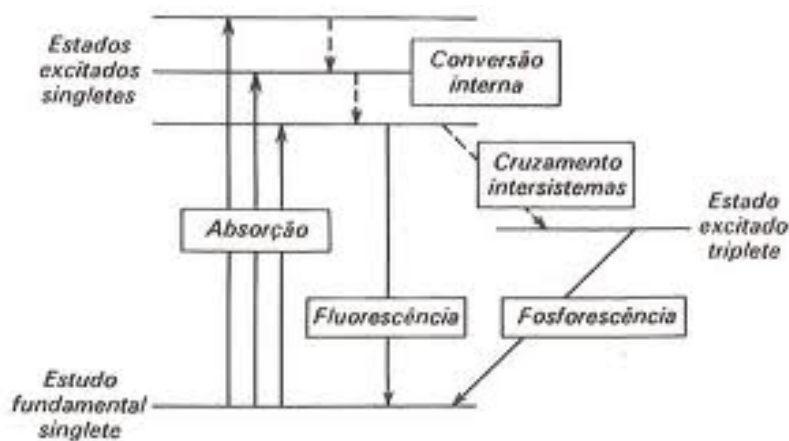 Estados
excitados
singletes
Conversão
interna
Cruzamento
intersistemas
Estado
excitado
triplete
Absorção
Fluorescência
Fosforescência
Estudo
fundamental
singlete